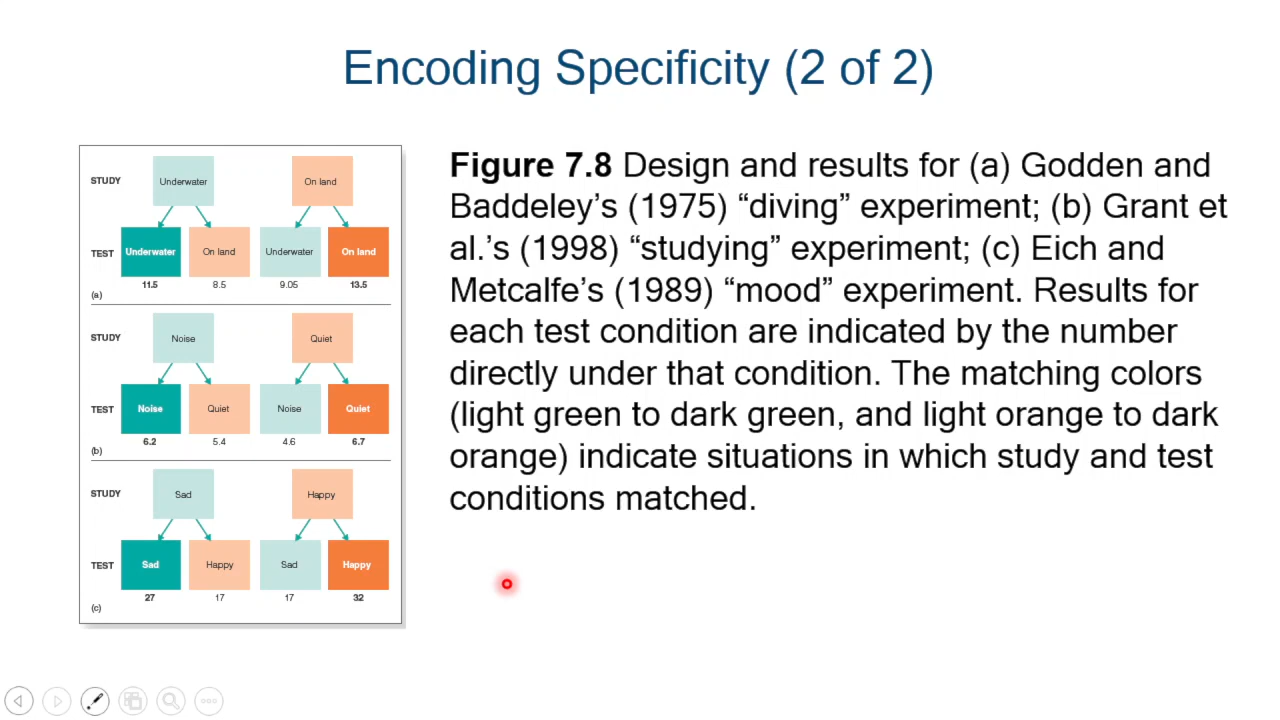 Encoding Specificity (2 of 2)
STUDY Underwater On land
TEST Underwater On land Underwater On land
11.5 8.5 9.05 13.5
(a)
STUDY Noise Quiet
TEST Noise Quiet Noise Quiet
6.2 5.4 4.6 6.7
(b)
STUDY Sad Happy
TEST Sad Happy Sad Happy
27 17 17 32
(c)
Figure 7.8 Design and results for (a) Godden and
Baddeley’s (1975) “diving” experiment; (b) Grant et
al.’s (1998) “studying” experiment; (c) Eich and
Metcalfe’s (1989) “mood” experiment. Results for
each test condition are indicated by the number
directly under that condition. The matching colors
(light green to dark green, and light orange to dark
orange) indicate situations in which study and test
conditions matched.